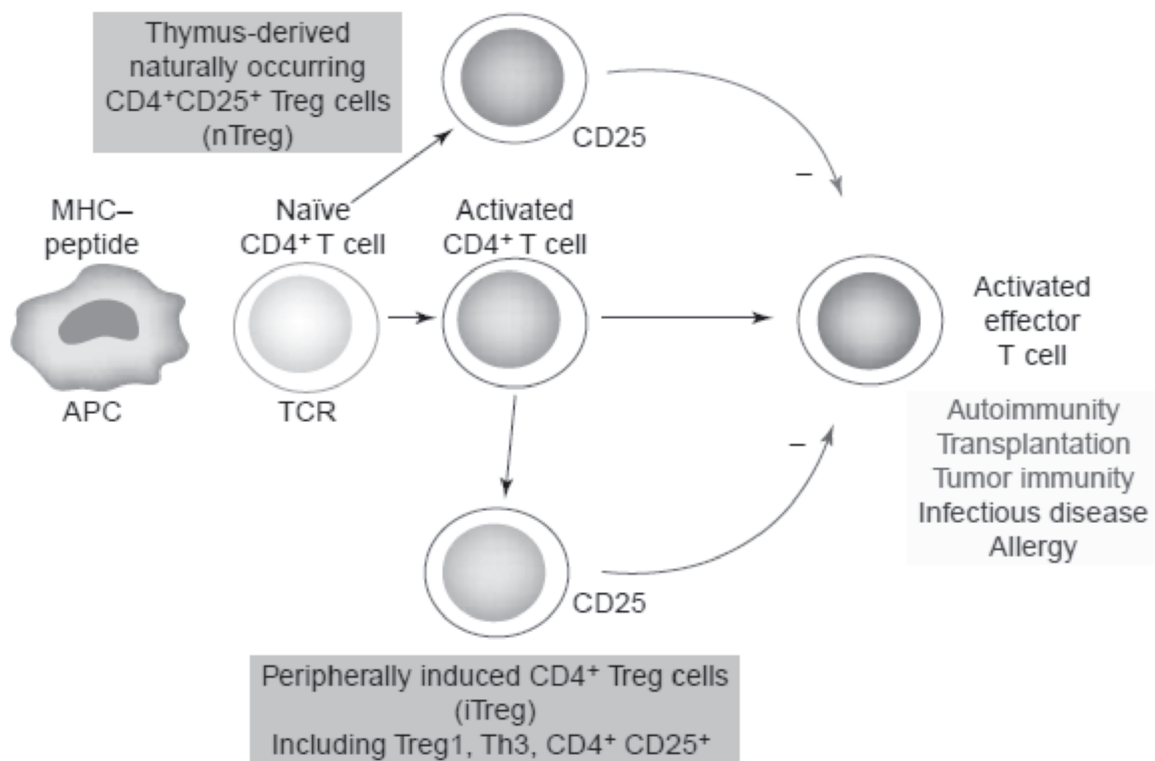 Thymus-derived
naturally occurring
CD4⁺CD25⁺ Treg cells
(nTreg)
CD25
–
MHC–
peptide
APC
Naïve
CD4⁺ T cell
TCR
Activated
CD4⁺ T cell
Activated
effector
T cell
Autoimmunity
Transplantation
Tumor immunity
Infectious disease
Allergy
–
CD25
Peripherally induced CD4⁺ Treg cells
(iTreg)
Including Treg1, Th3, CD4⁺ CD25⁺